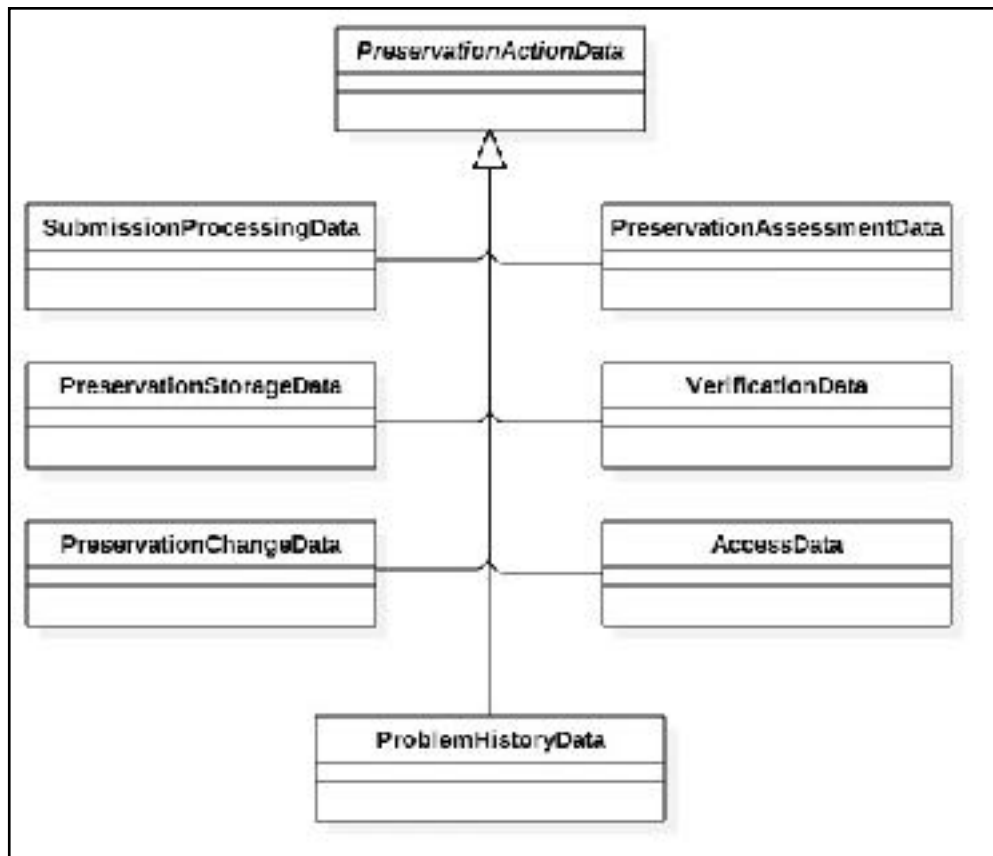 PreservationActionData
SubmissionProcessingData
PreservationAssessmentData
PreservationStorageData
VerificationData
PreservationChangeData
AccessData
ProblemHistoryData